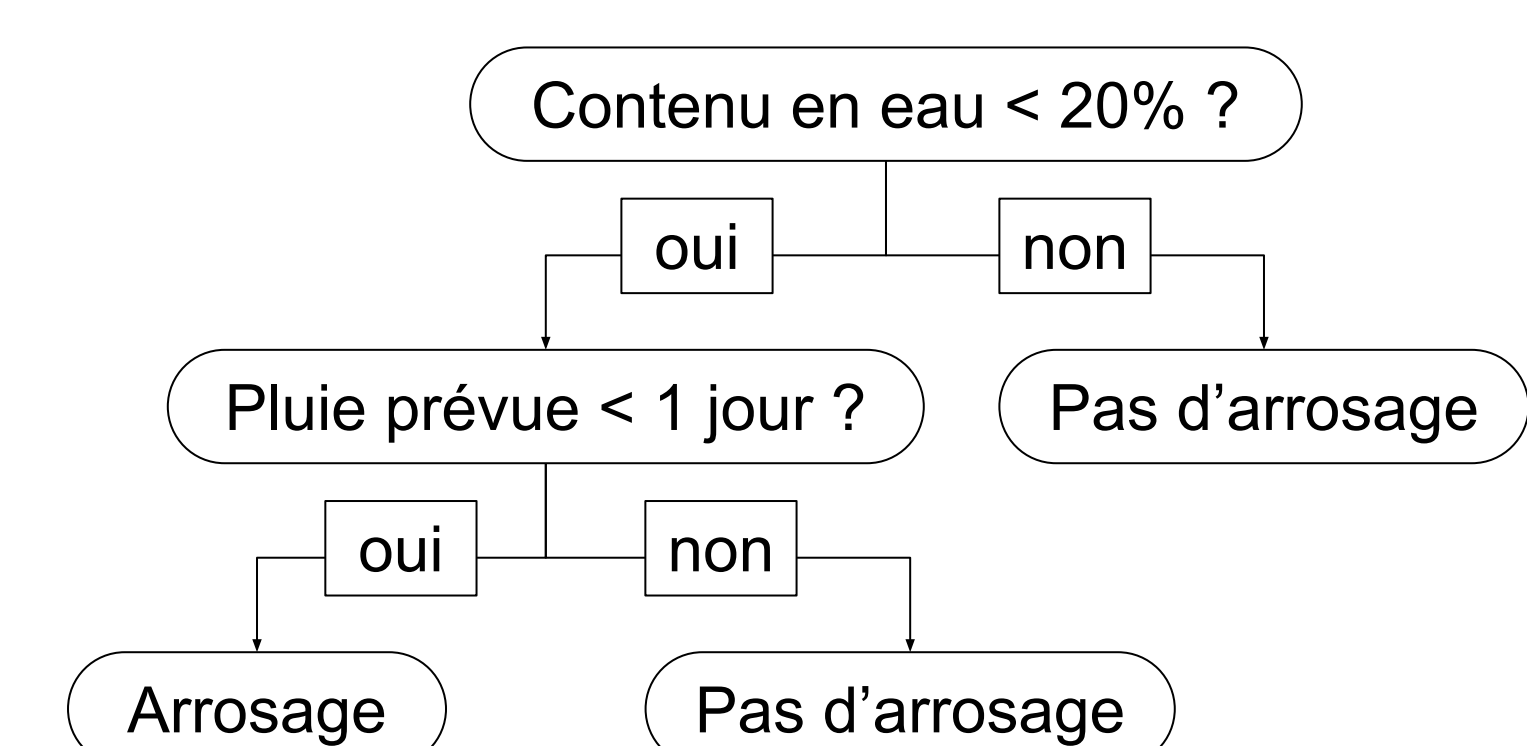 Contenu en eau < 20% ?
oui
non
Pluie prévue < 1 jour ?
Pas d’arrosage
oui
non
Arrosage
Pas d’arrosage